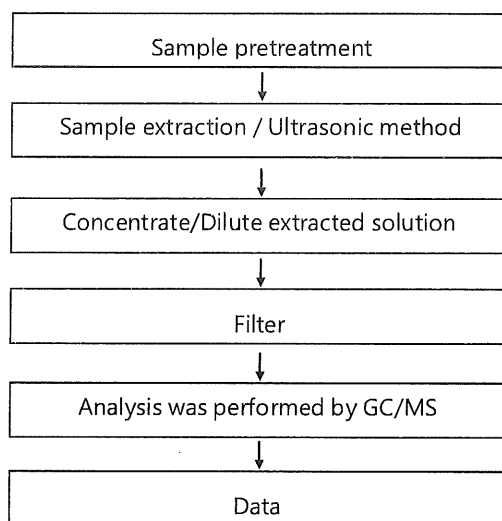 Sample pretreatment
Sample extraction / Ultrasonic method
Concentrate/Dilute extracted solution
Filter
Analysis was performed by GC/MS
Data